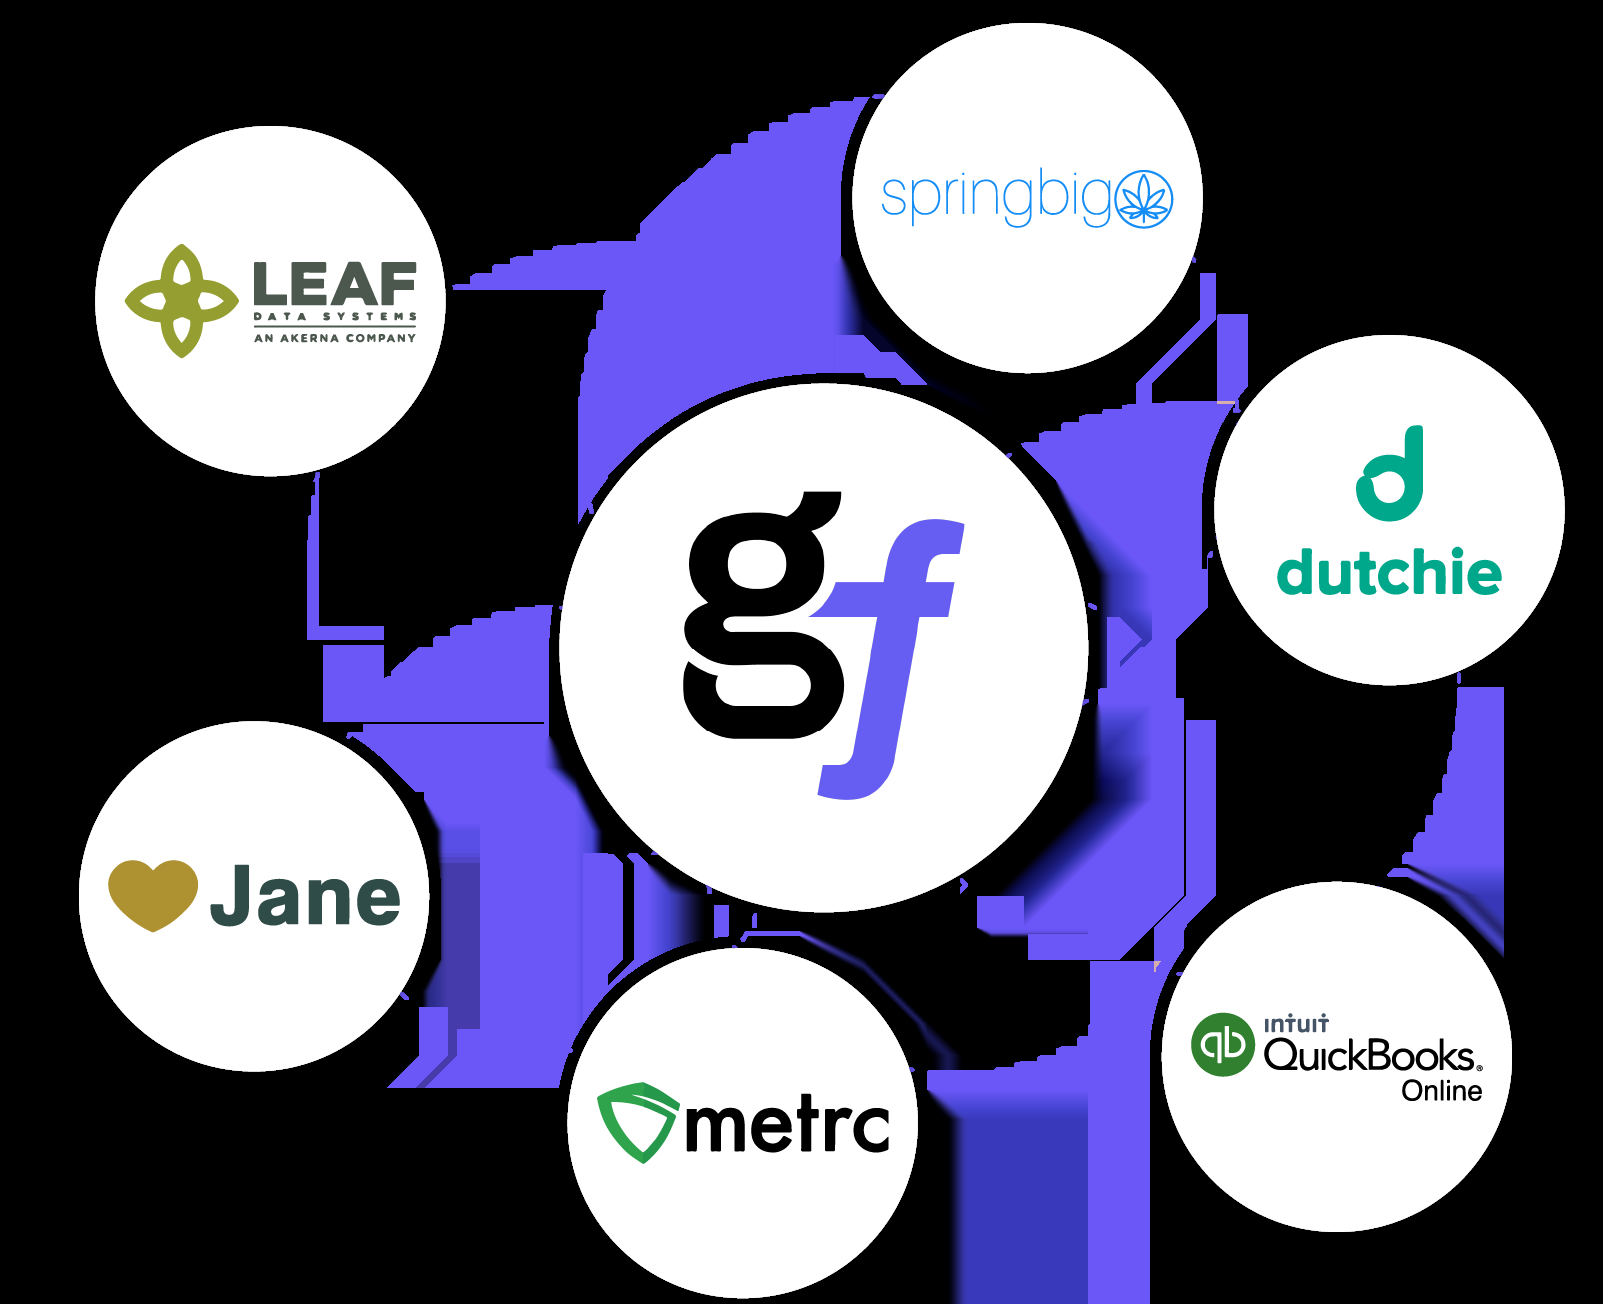 springbig
LEAF
DATA SYSTEMS
AN AKERNA COMPANY
dutchie
gf
Jane
intuit
QuickBooks®
Online
metrc